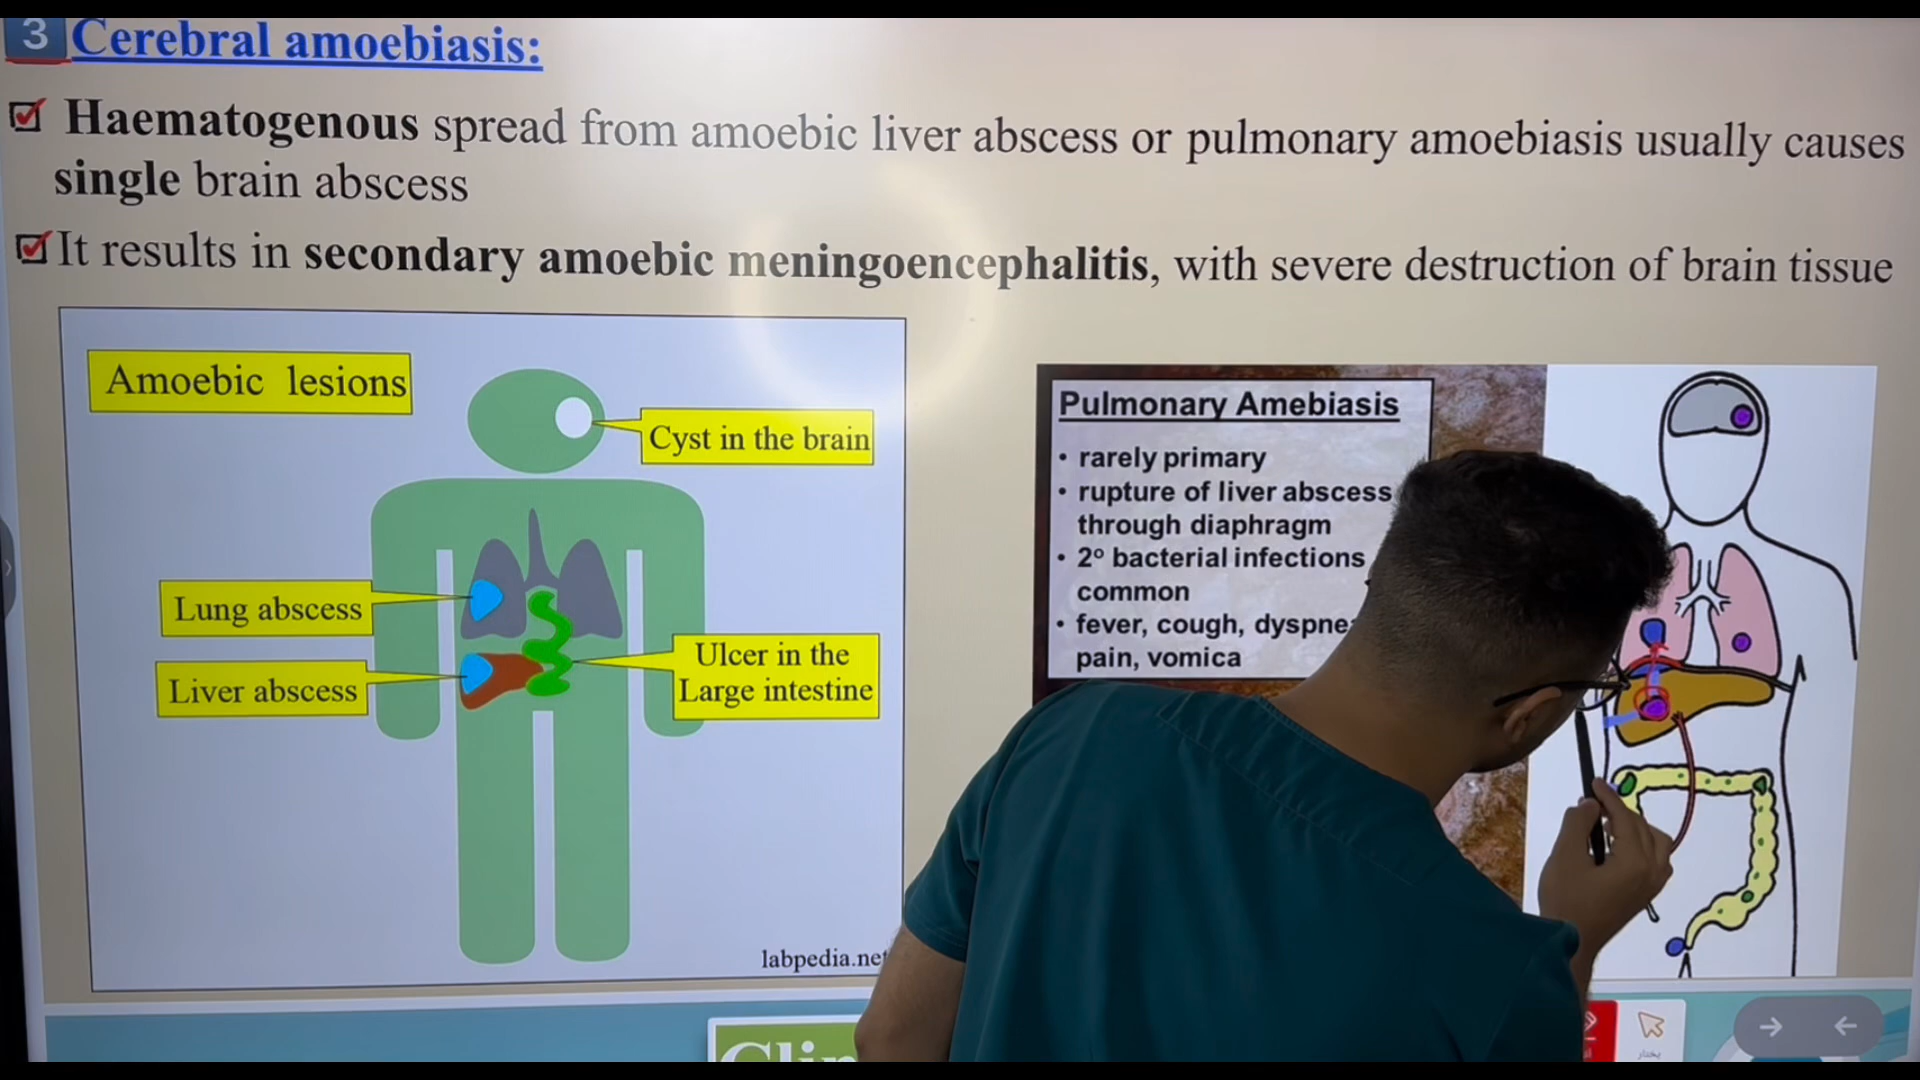 3 Cerebral amoebiasis:
Haematogenous spread from amoebic liver abscess or pulmonary amoebiasis usually causes
single brain abscess
It results in secondary amoebic meningoencephalitis, with severe destruction of brain tissue
Amoebic lesions
Cyst in the brain
Lung abscess
Liver abscess
Ulcer in the
Large intestine
labpedia.net
Pulmonary Amebiasis
• rarely primary
• rupture of liver abscess
through diaphragm
• 2º bacterial infections
common
• fever, cough, dyspne
pain, vomica